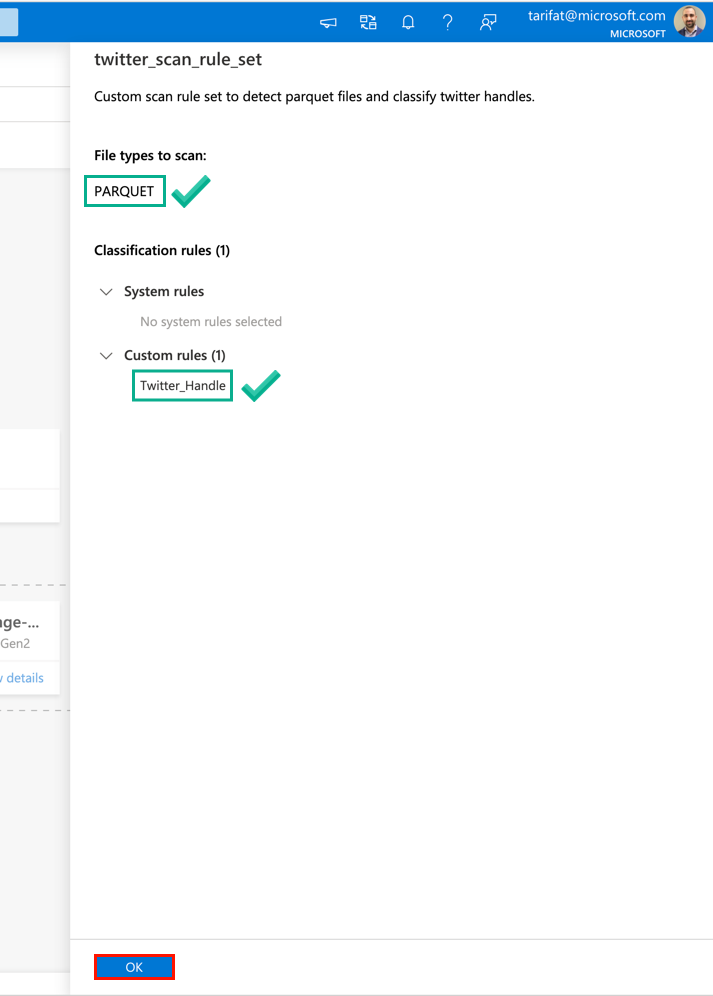 tarifat@microsoft.com
MICROSOFT
twitter_scan_rule_set
Custom scan rule set to detect parquet files and classify twitter handles.
File types to scan:
PARQUET
Classification rules (1)
System rules
No system rules selected
Custom rules (1)
Twitter_Handle
ge-...
Gen2
details
OK